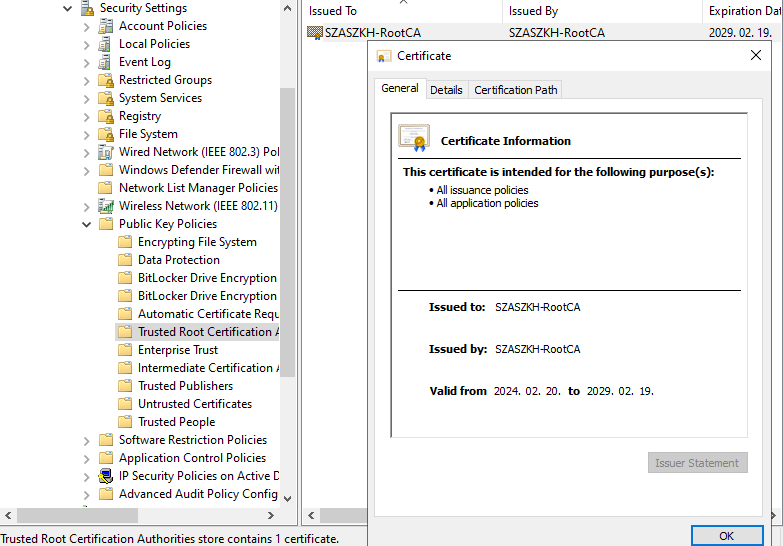 Security Settings
Account Policies
Local Policies
Event Log
Restricted Groups
System Services
Registry
File System
Wired Network (IEEE 802.3) Pol
Windows Defender Firewall wit
Network List Manager Policies
Wireless Network (IEEE 802.11)
Public Key Policies
Encrypting File System
Data Protection
BitLocker Drive Encryption
BitLocker Drive Encryption
Automatic Certificate Requ
Trusted Root Certification A
Enterprise Trust
Intermediate Certification A
Trusted Publishers
Untrusted Certificates
Trusted People
Software Restriction Policies
Application Control Policies
IP Security Policies on Active D
Advanced Audit Policy Config
Trusted Root Certification Authorities store contains 1 certificate.
Issued To Issued By Expiration Dat
SZASZKH-RootCA SZASZKH-RootCA 2029. 02. 19.
Certificate
General Details Certification Path
Certificate Information
This certificate is intended for the following purpose(s):
• All issuance policies
• All application policies
Issued to: SZASZKH-RootCA
Issued by: SZASZKH-RootCA
Valid from 2024. 02. 20. to 2029. 02. 19.
Issuer Statement
OK